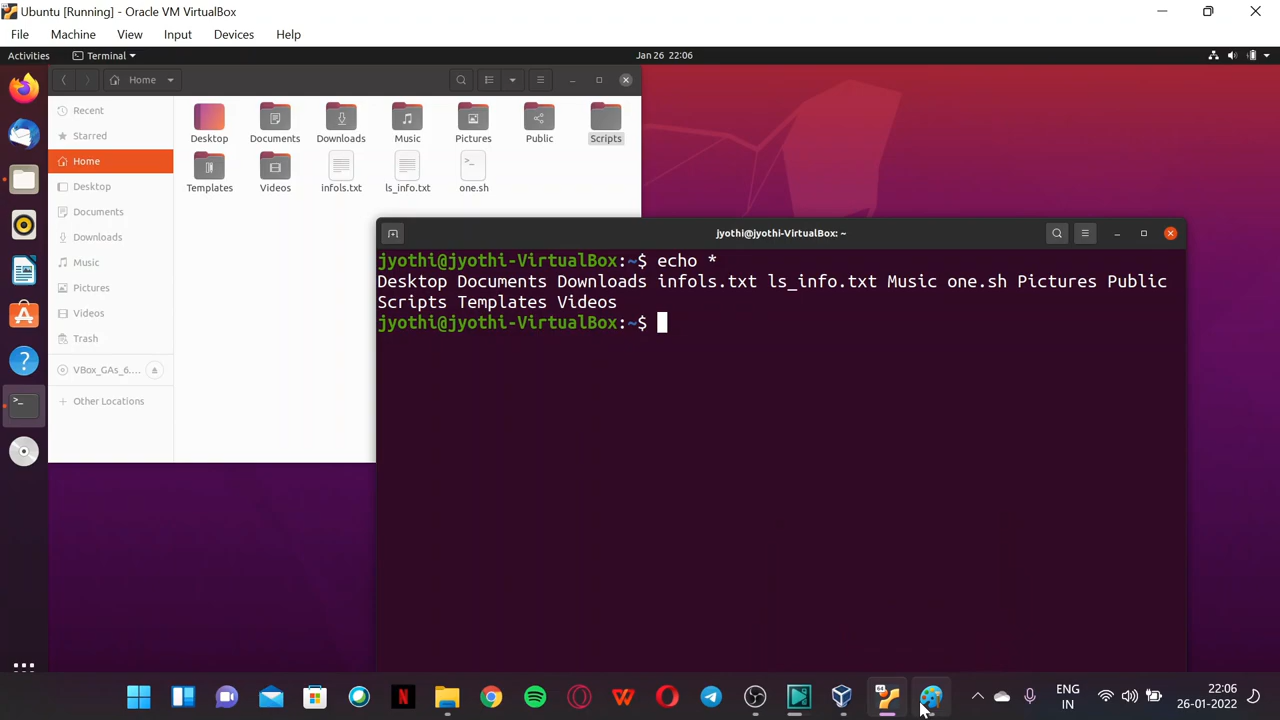 Ubuntu [Running] - Oracle VM VirtualBox
File Machine View Input Devices Help
Activities Terminal Jan 26 22:06
Home
Recent
Starred
Home
Desktop
Documents
Downloads
Music
Pictures
Videos
Trash
VBox_GAs_6....
Other Locations
Desktop Documents Downloads Music Pictures Public Scripts
Templates Videos infols.txt ls_info.txt one.sh
jyothi@jyothi-VirtualBox: ~
jyothi@jyothi-VirtualBox:~$ echo *
Desktop Documents Downloads infols.txt ls_info.txt Music one.sh Pictures Public
Scripts Templates Videos
jyothi@jyothi-VirtualBox:~$
ENG
IN
22:06
26-01-2022